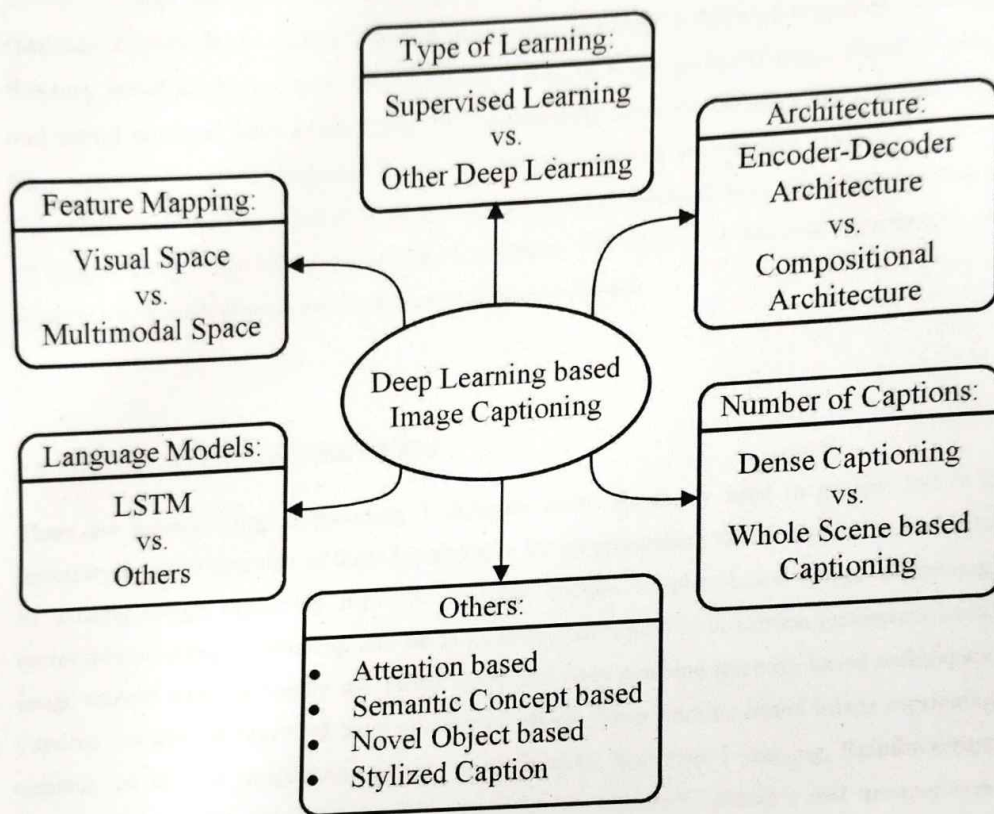 Type of Learning:
Supervised Learning
vs.
Other Deep Learning
Architecture:
Encoder-Decoder
Architecture
vs.
Compositional
Architecture
Feature Mapping:
Visual Space
vs.
Multimodal Space
Deep Learning based
Image Captioning
Number of Captions:
Dense Captioning
vs.
Whole Scene based
Captioning
Language Models:
LSTM
vs.
Others
Others:
• Attention based
• Semantic Concept based
• Novel Object based
• Stylized Caption